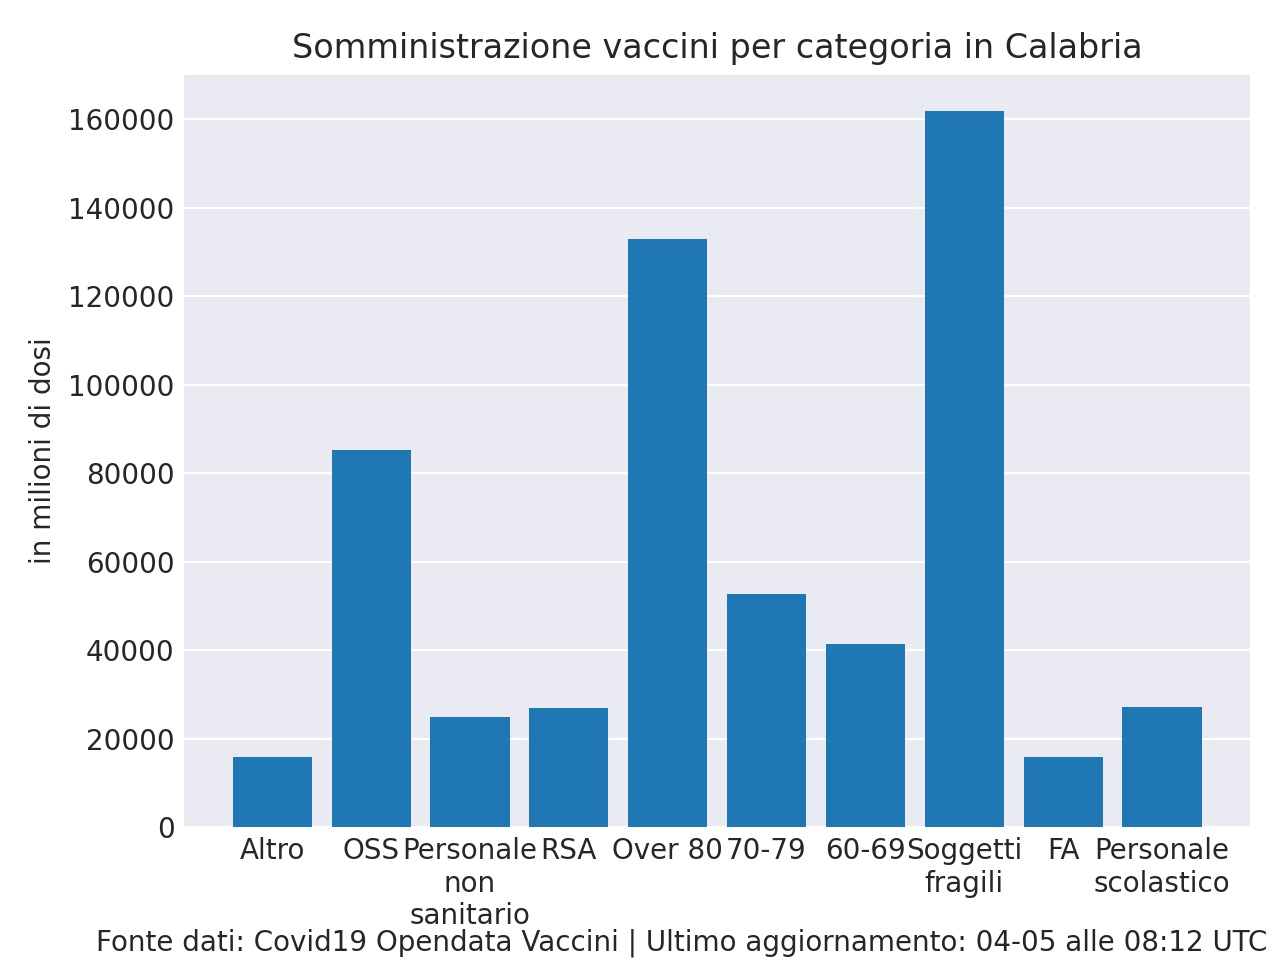 Somministrazione vaccini per categoria in Calabria
in milioni di dosi
160000
140000
120000
100000
80000
60000
40000
20000
0
Altro
OSS
Personale
non
sanitario
RSA
Over 80
70-79
60-69
Soggetti
fragili
FA
Personale
scolastico
Fonte dati: Covid19 Opendata Vaccini | Ultimo aggiornamento: 04-05 alle 08:12 UTC